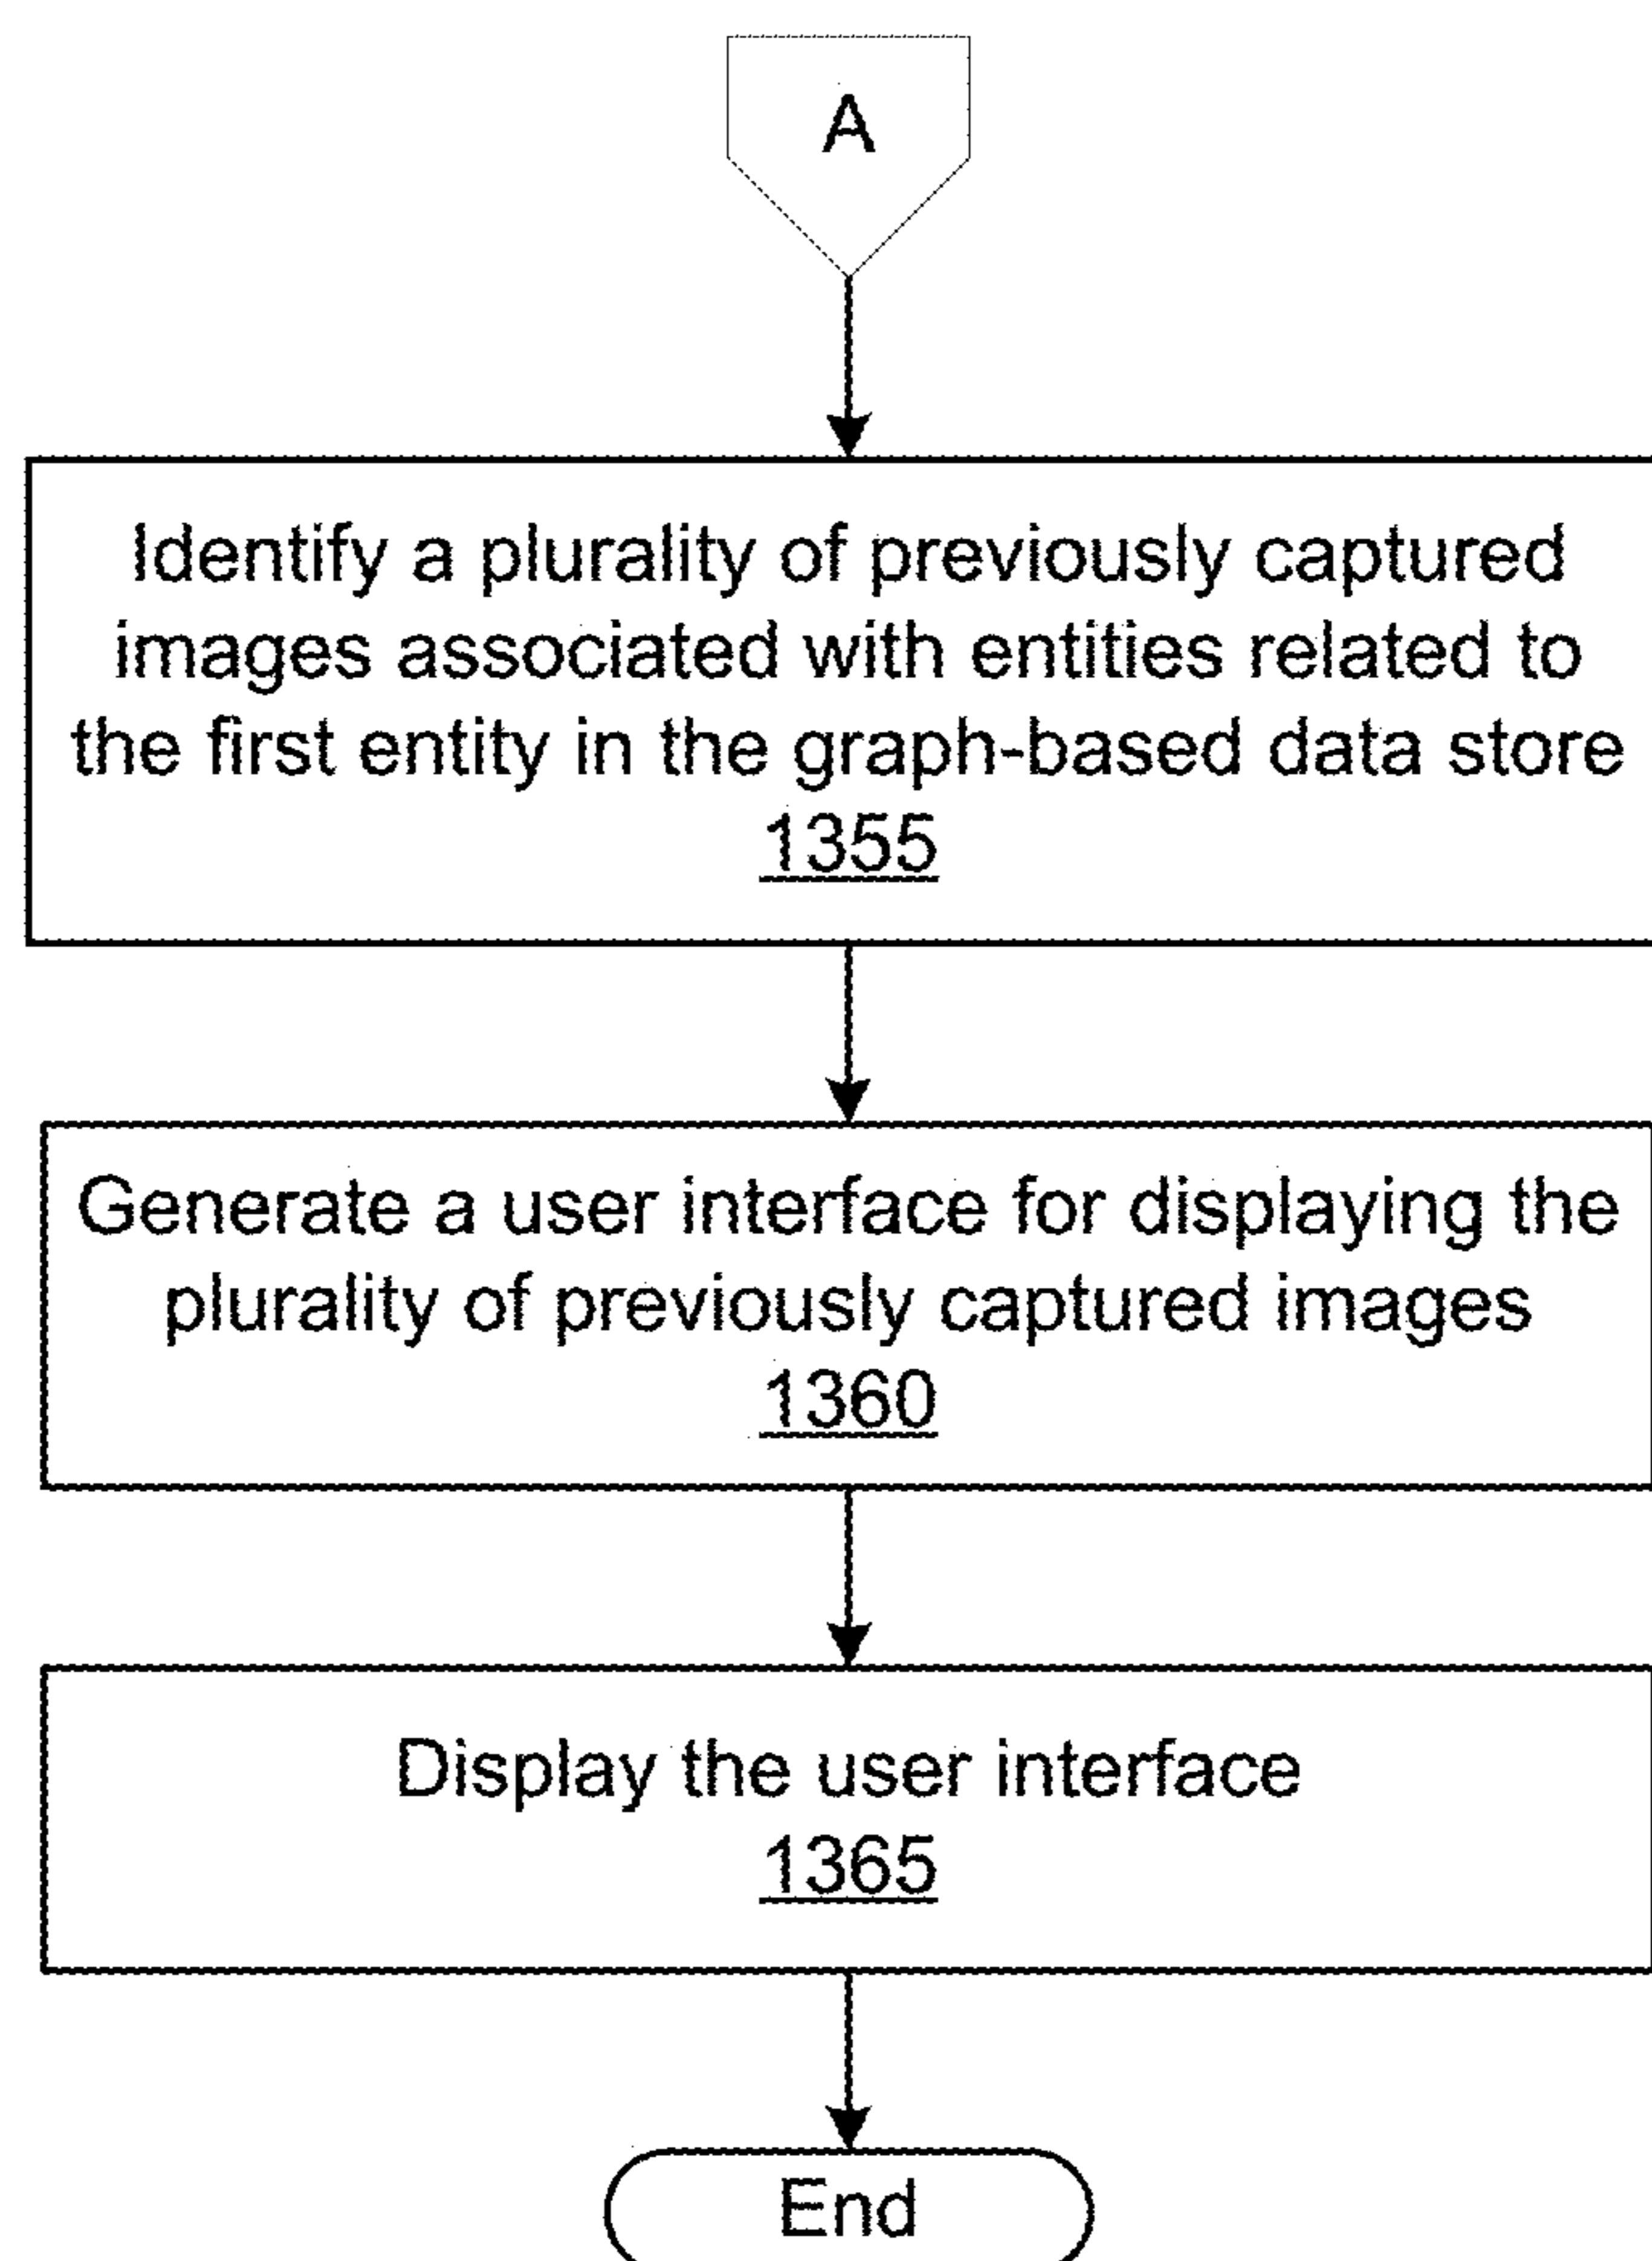 A
Identify a plurality of previously captured
images associated with entities related to
the first entity in the graph-based data store
1355
Generate a user interface for displaying the
plurality of previously captured images
1360
Display the user interface
1365
End